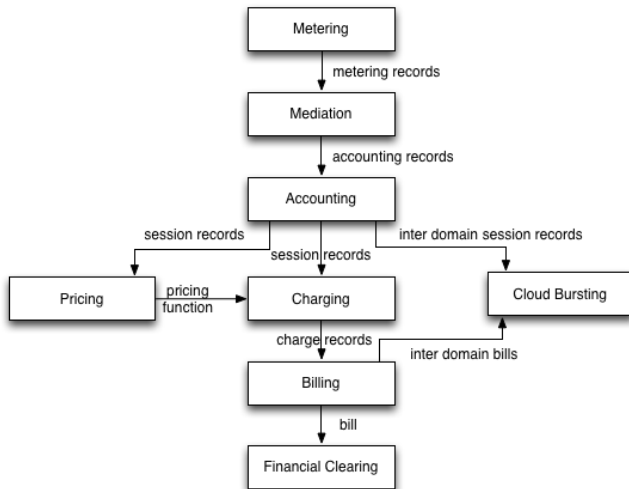 Metering
metering records
Mediation
accounting records
Accounting
session records
session records
inter domain session records
Pricing
pricing
function
Charging
Cloud Bursting
charge records
inter domain bills
Billing
bill
Financial Clearing